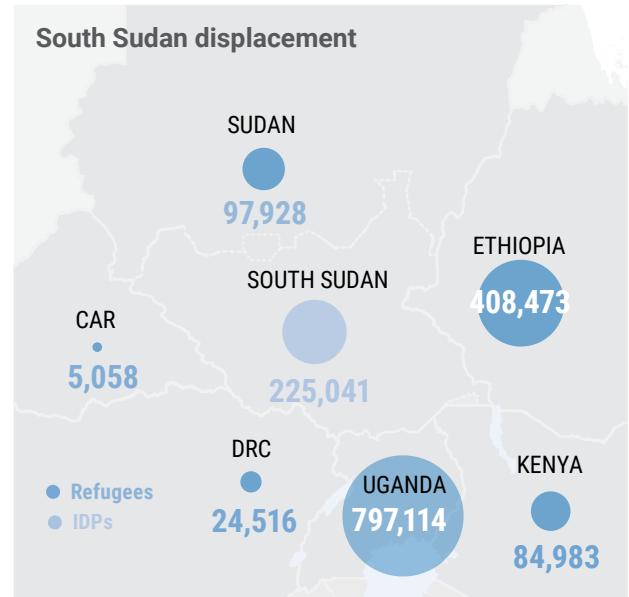 South Sudan displacement
SUDAN
97,928
ETHIOPIA
408,473
SOUTH SUDAN
225,041
CAR
5,058
DRC
24,516
UGANDA
797,114
KENYA
84,983
Refugees
IDPs